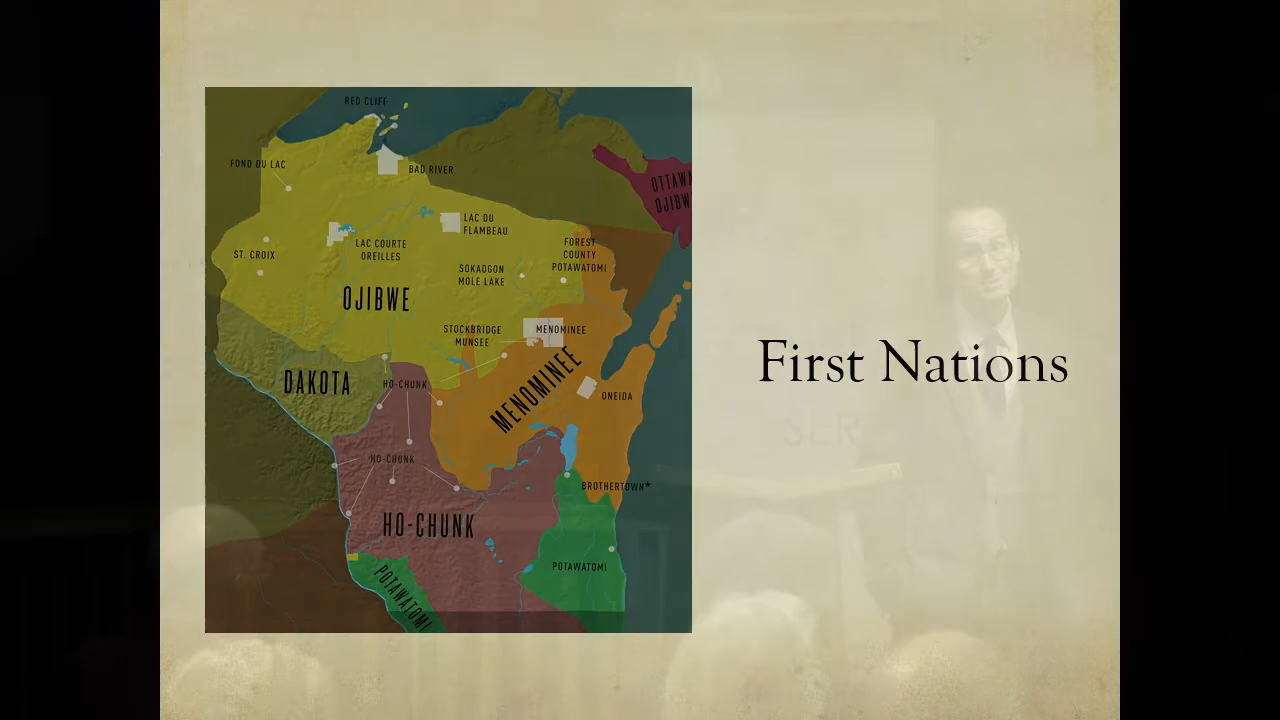 RED CLIFF
FOND DU LAC
BAD RIVER
OTTAWA
OJIBWE
LAC DU
FLAMBEAU
ST. CROIX
LAC COURTE
OREILLES
FOREST
COUNTY
POTAWATOMI
SOKAOGON
MOLE LAKE
OJIBWE
STOCKBRIDGE
MUNSEE
MENOMINEE
MENOMINEE
DAKOTA
HO-CHUNK
ONEIDA
First Nations
SER
HO-CHUNK
BROTHERTOWN*
HO-CHUNK
POTAWATOMI
POTAWATOMI